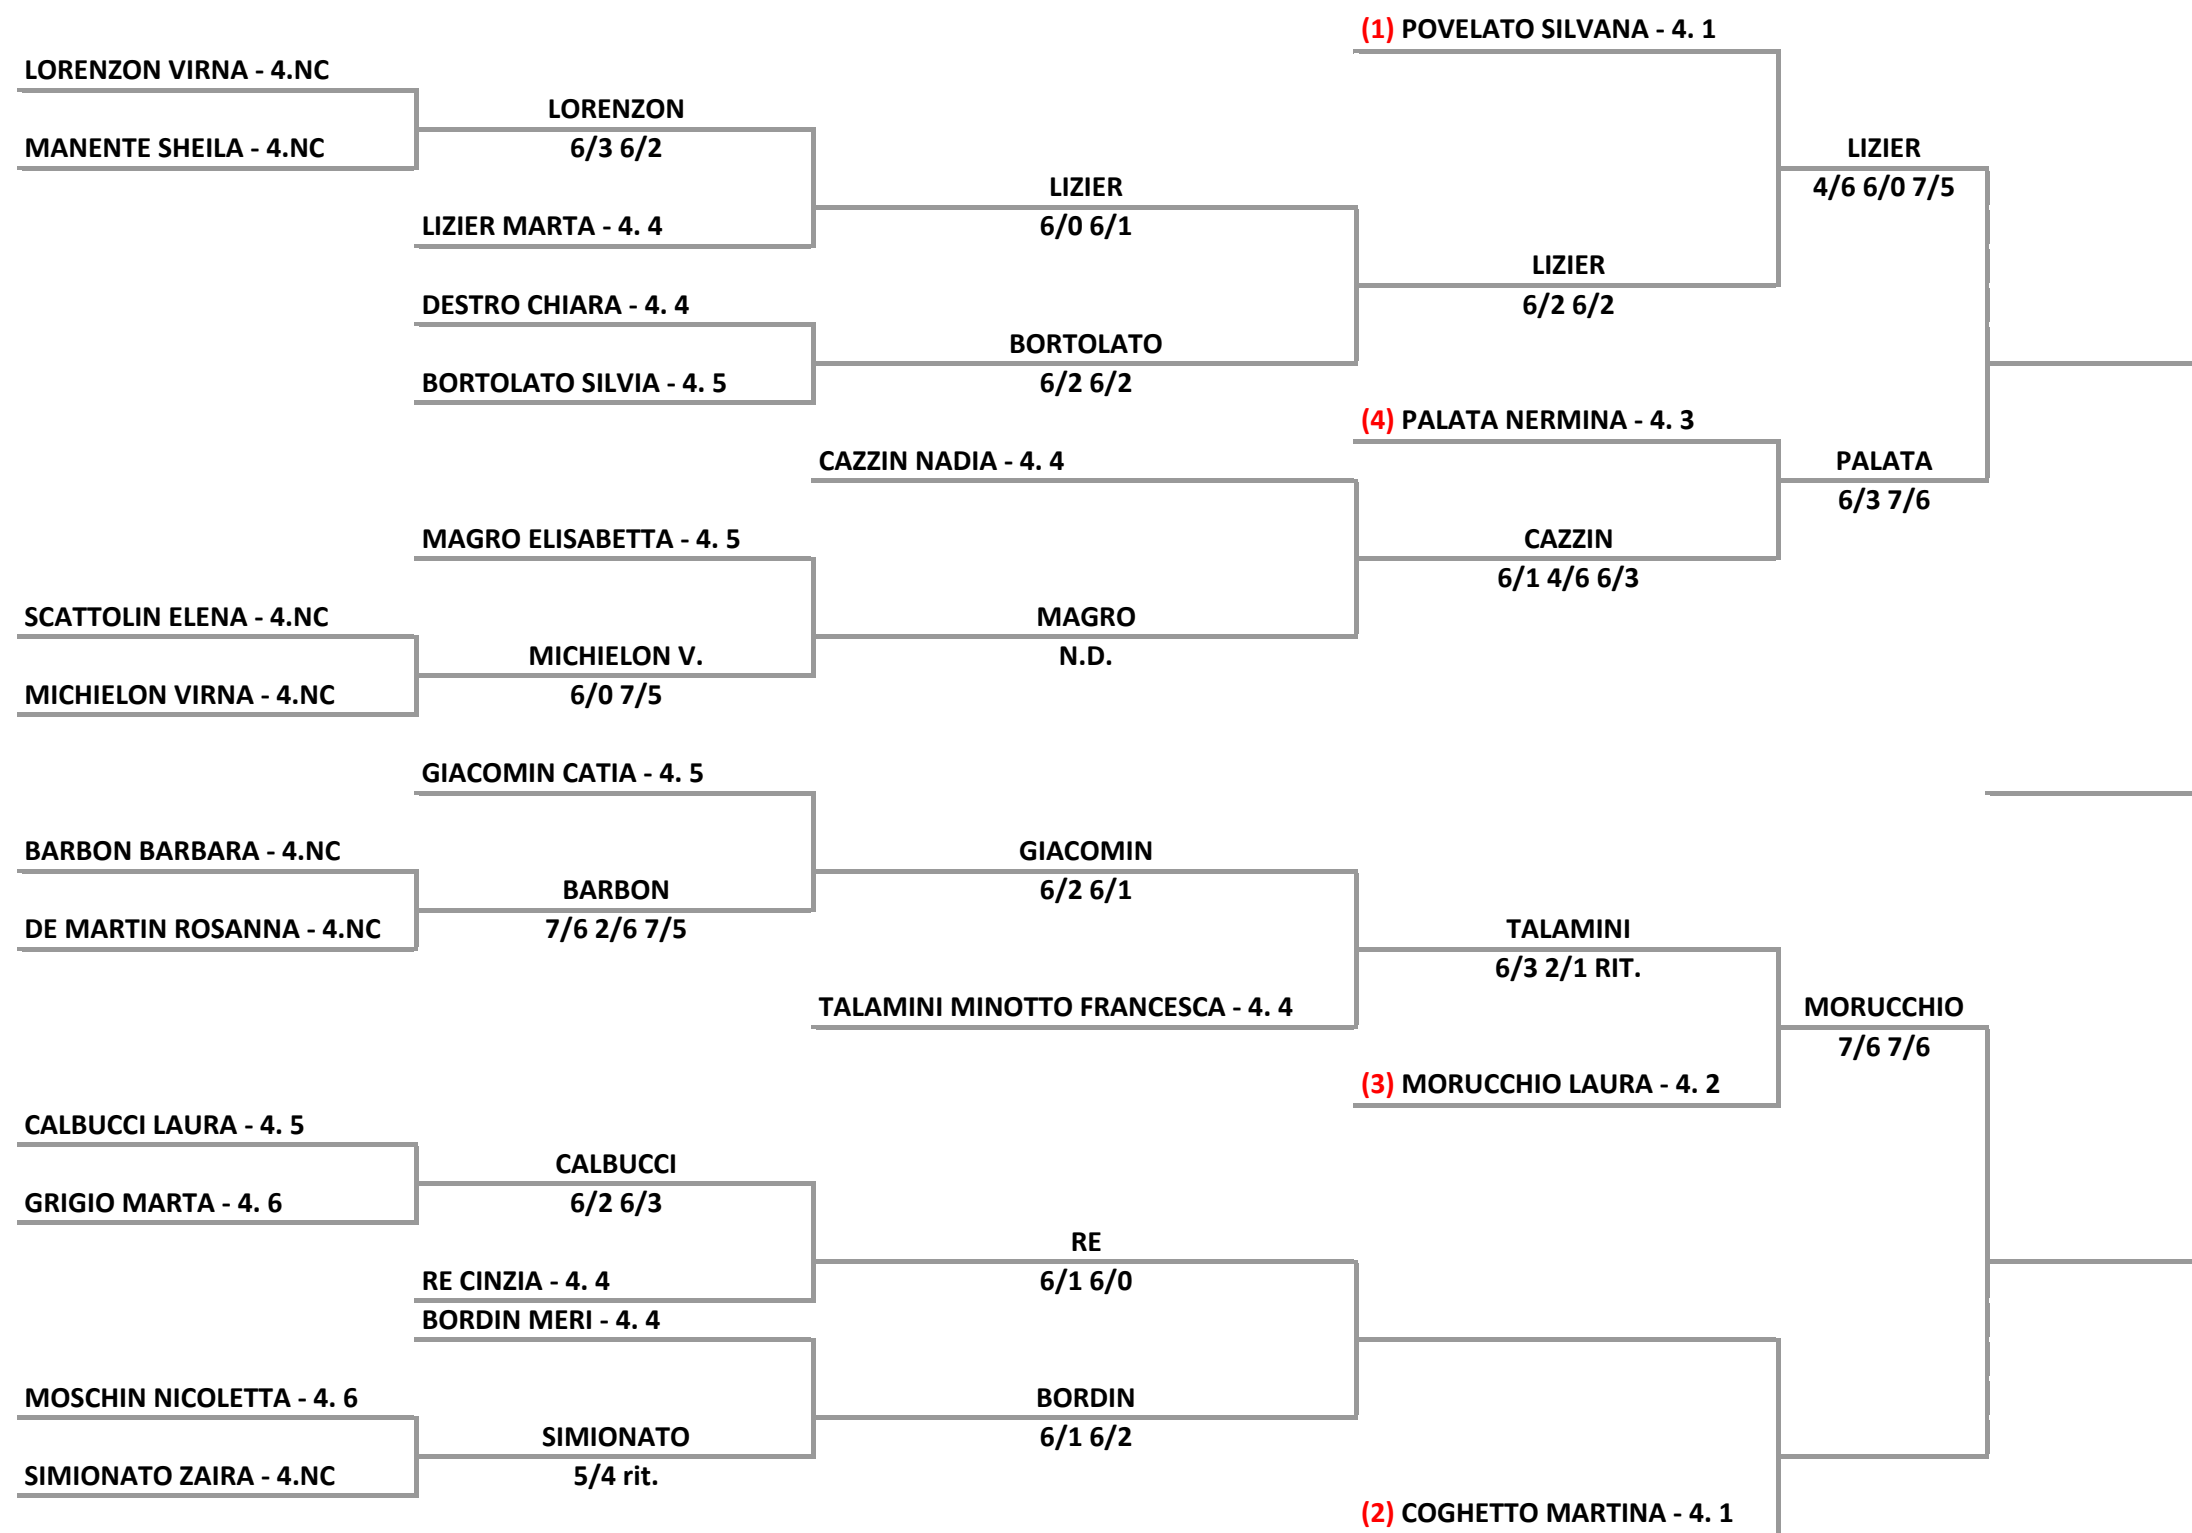 (1) POVELATO SILVANA - 4. 1
LORENZON VIRNA - 4.NC
LORENZON
MANENTE SHEILA - 4.NC
6/3 6/2
LIZIER
LIZIER
4/6 6/0 7/5
LIZIER MARTA - 4. 4
6/0 6/1
LIZIER
DESTRO CHIARA - 4. 4
6/2 6/2
BORTOLATO
BORTOLATO SILVIA - 4. 5
6/2 6/2
(4) PALATA NERMINA - 4. 3
CAZZIN NADIA - 4. 4
PALATA
6/3 7/6
MAGRO ELISABETTA - 4. 5
CAZZIN
6/1 4/6 6/3
SCATTOLIN ELENA - 4.NC
MAGRO
MICHIELON V.
N.D.
MICHIELON VIRNA - 4.NC
6/0 7/5
GIACOMIN CATIA - 4. 5
BARBON BARBARA - 4.NC
GIACOMIN
BARBON
6/2 6/1
DE MARTIN ROSANNA - 4.NC
7/6 2/6 7/5
TALAMINI
6/3 2/1 RIT.
TALAMINI MINOTTO FRANCESCA - 4. 4
MORUCCHIO
7/6 7/6
(3) MORUCCHIO LAURA - 4. 2
CALBUCCI LAURA - 4. 5
CALBUCCI
GRIGIO MARTA - 4. 6
6/2 6/3
RE
RE CINZIA - 4. 4
6/1 6/0
BORDIN MERI - 4. 4
MOSCHIN NICOLETTA - 4. 6
BORDIN
SIMIONATO
6/1 6/2
SIMIONATO ZAIRA - 4.NC
5/4 rit.
(2) COGHETTO MARTINA - 4. 1